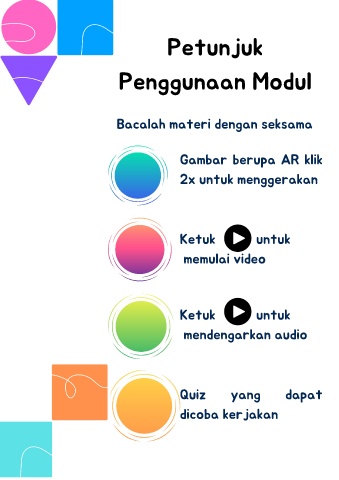 Petunjuk
Penggunaan Modul
Bacalah materi dengan seksama
Gambar berupa AR klik
2x untuk menggerakan
Ketuk untuk
memulai video
Ketuk untuk
mendengarkan audio
Quiz yang dapat
dicoba kerjakan